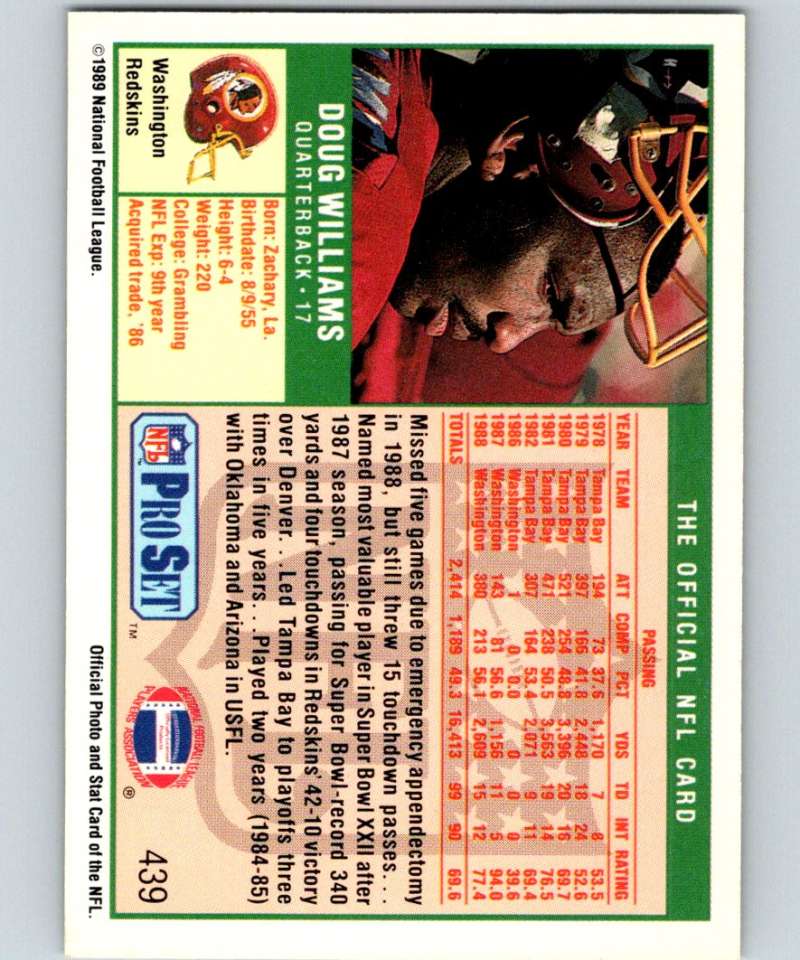 THE OFFICIAL NFL CARD
DOUG WILLIAMS
QUARTERBACK • 17
Washington
Redskins
Born: Zachary, La.
Birthdate: 8/9/55
Height: 6-4
Weight: 220
College: Grambling
NFL Exp: 9th year
Acquired trade, '86
PASSING
YEAR TEAM ATT COMP PCT YDS TD INT RATING
1978 Tampa Bay 194 73 37.6 1,170 7 8 53.5
1979 Tampa Bay 397 166 41.8 2,448 18 24 52.6
1980 Tampa Bay 521 254 48.8 3,396 20 16 69.7
1981 Tampa Bay 471 238 50.5 3,563 19 14 76.5
1982 Tampa Bay 307 164 53.4 2,071 9 11 69.4
1986 Washington 1 0 0.0 0 0 0 39.6
1987 Washington 143 81 56.6 1,156 11 5 94.0
1988 Washington 380 213 56.1 2,609 15 12 77.4
TOTALS 2,414 1,189 49.3 16,413 99 90 69.6
Missed five games due to emergency appendectomy
in 1988, but still threw 15 touchdown passes. . .
Named most valuable player in Super Bowl XXII after
1987 season, passing for Super Bowl-record 340
yards and four touchdowns in Redskins' 42-10 victory
over Denver. . .Led Tampa Bay to playoffs three
times in five years. . .Played two years (1984-85)
with Oklahoma and Arizona in USFL.
NFL PRO SET ™
NATIONAL FOOTBALL LEAGUE
PLAYERS ASSOCIATION ®
439
©1989 National Football League.
Official Photo and Stat Card of the NFL.